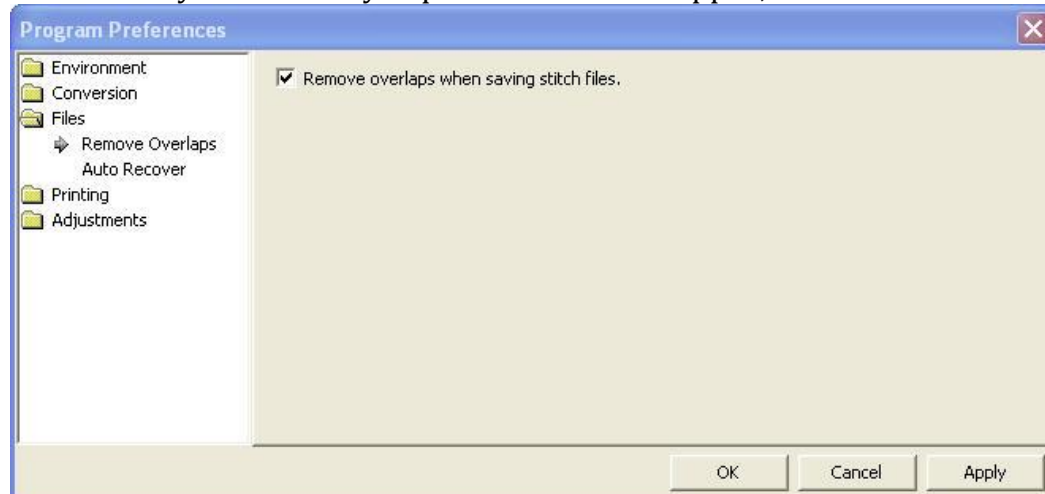 Program Preferences
Environment
Conversion
Files
Remove Overlaps
Auto Recover
Printing
Adjustments
Remove overlaps when saving stitch files.
OK
Cancel
Apply